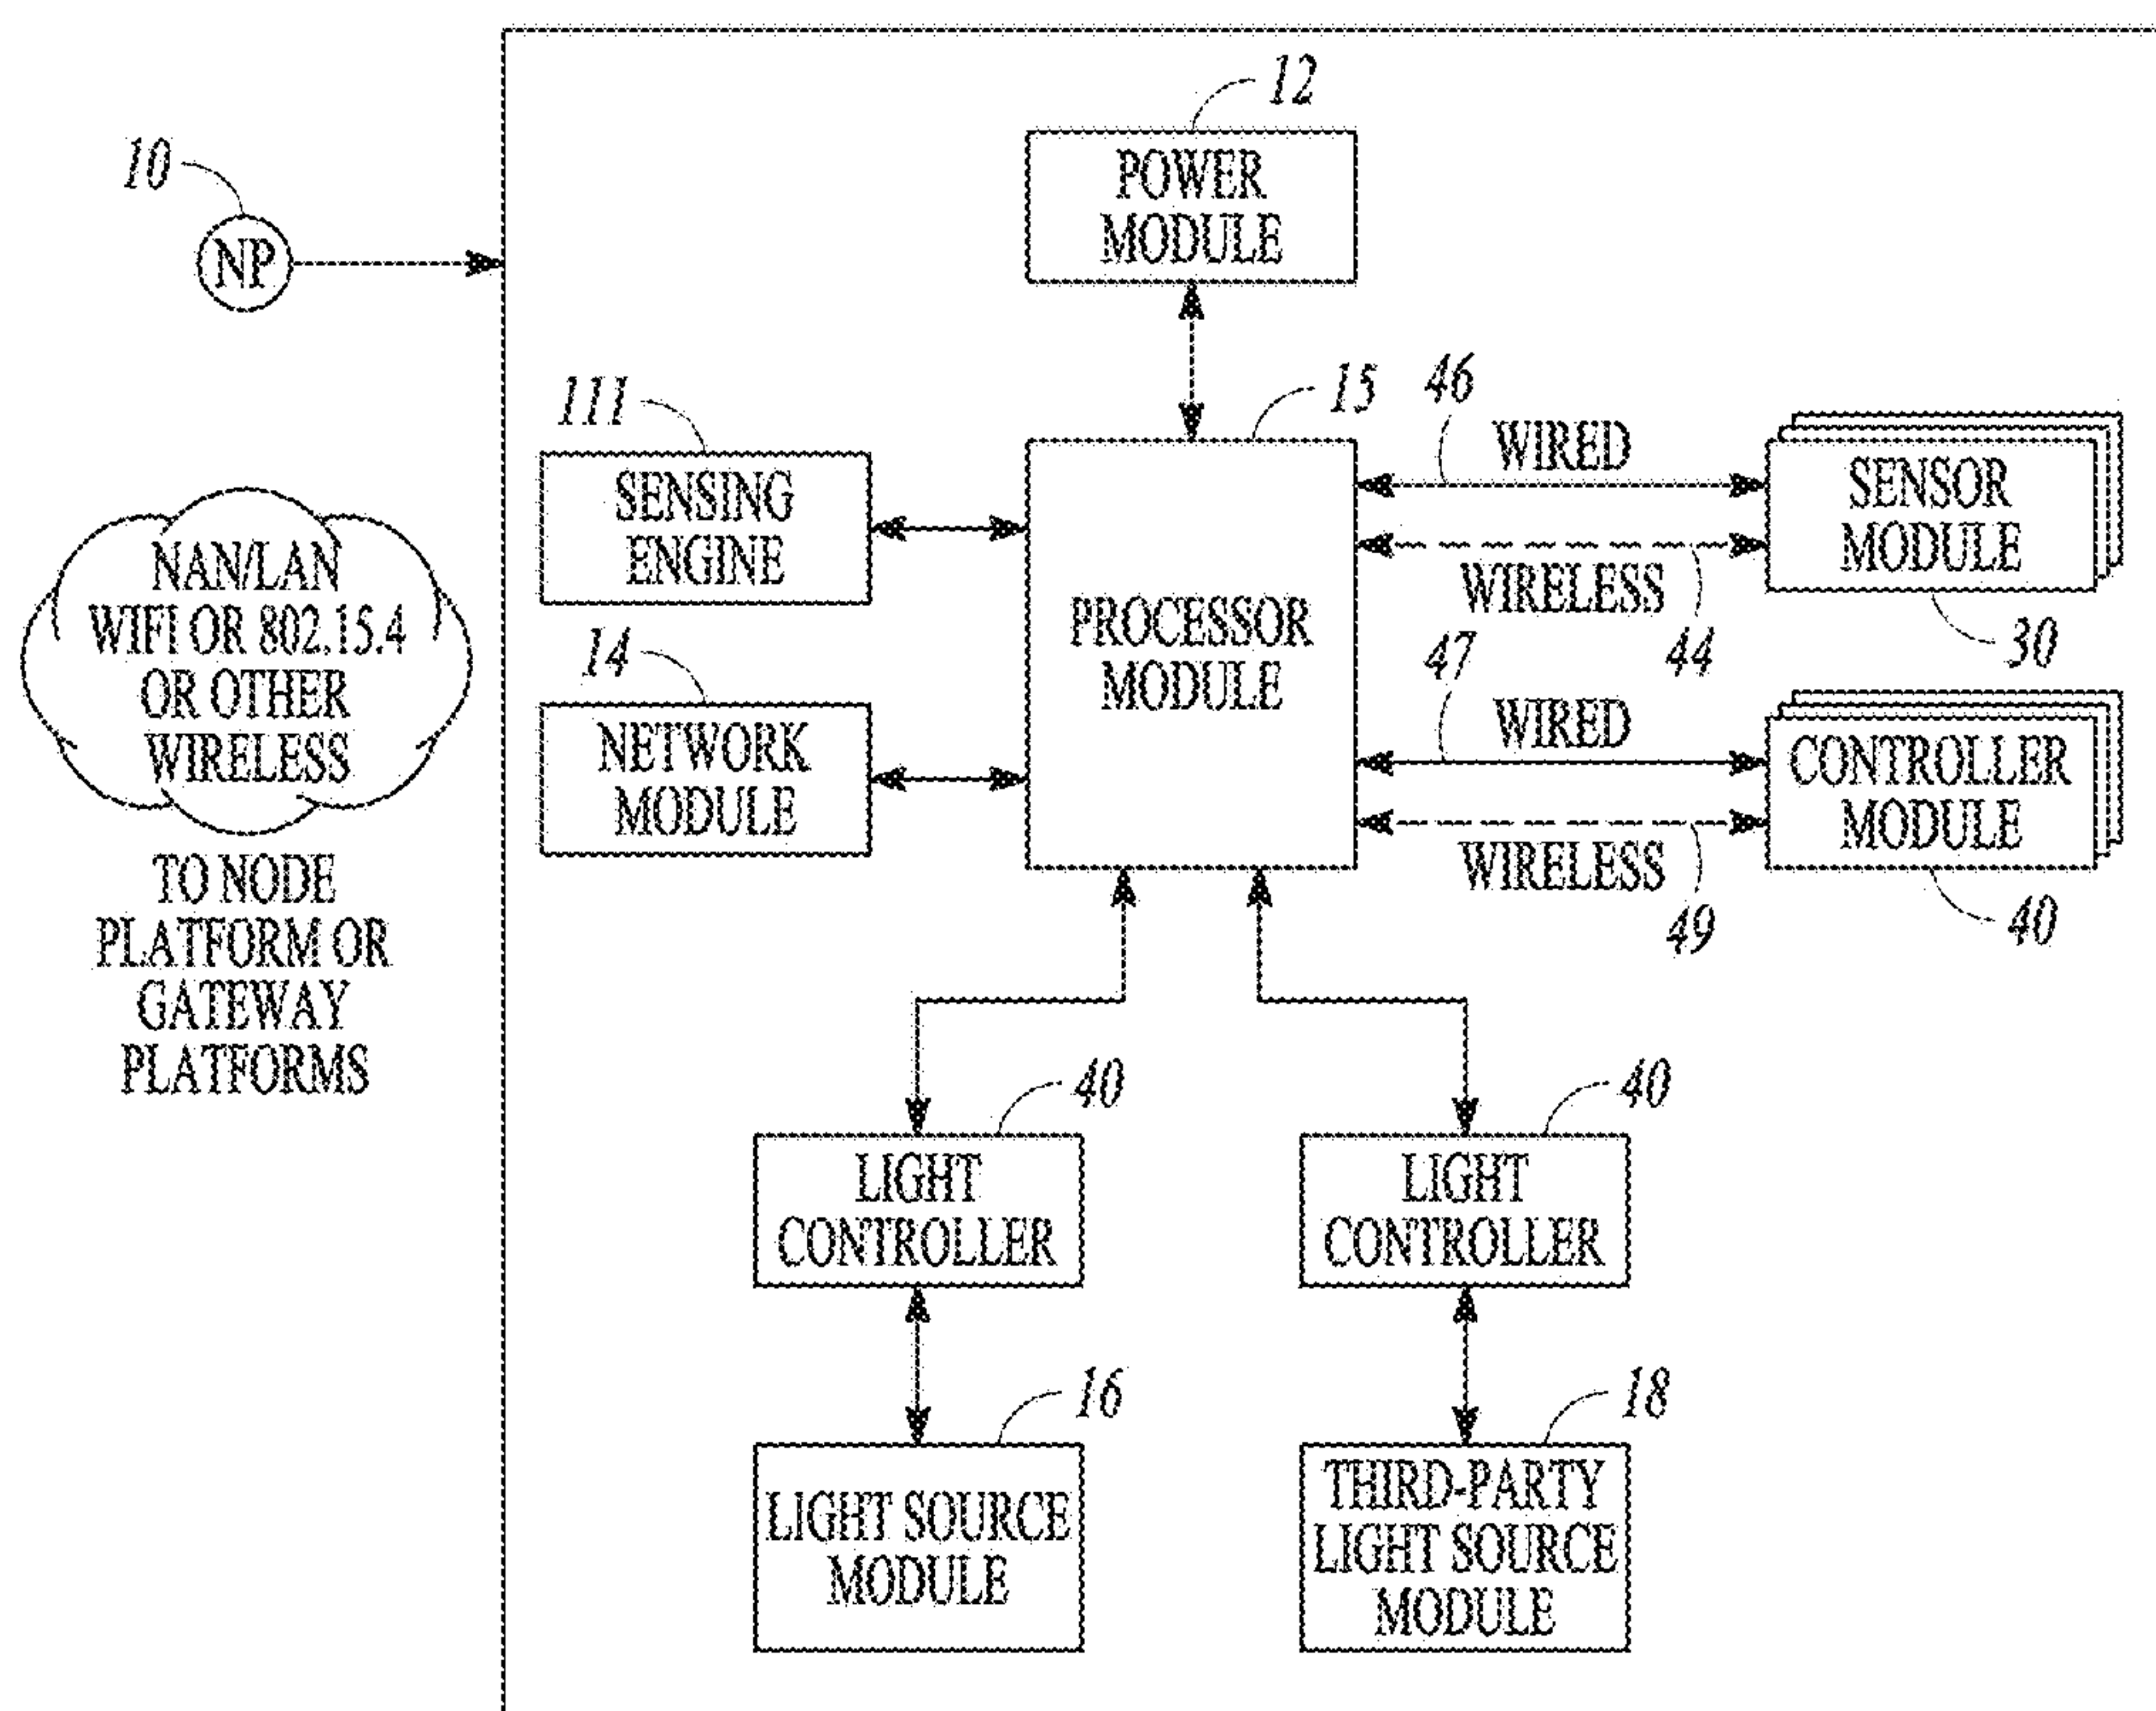 12
POWER
MODULE
10
NP
111
SENSING
ENGINE
15
PROCESSOR
MODULE
46
WIRED
WIRELESS
44
SENSOR
MODULE
30
NAN/LAN
WIFI OR 802.15.4
OR OTHER
WIRELESS
TO NODE
PLATFORM OR
GATEWAY
PLATFORMS
14
NETWORK
MODULE
47
WIRED
WIRELESS
49
CONTROLLER
MODULE
40
40
LIGHT
CONTROLLER
40
LIGHT
CONTROLLER
16
LIGHT SOURCE
MODULE
18
THIRD-PARTY
LIGHT SOURCE
MODULE